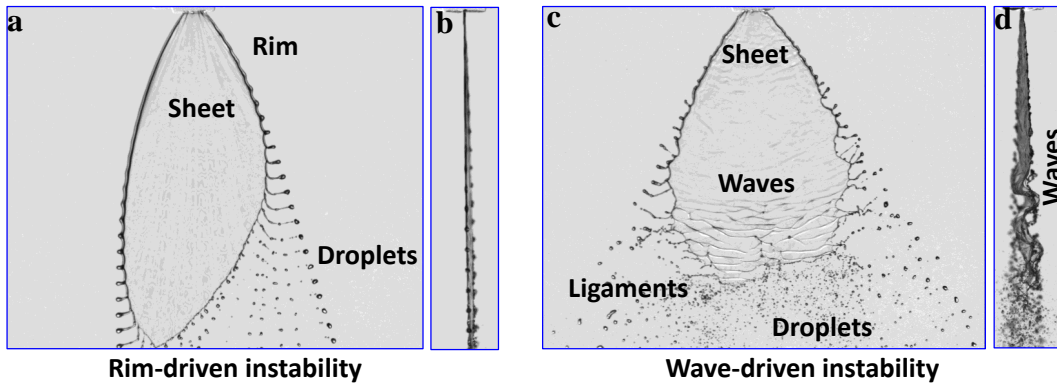 a
Rim
Sheet
Droplets
b
Rim-driven instability
c
Sheet
Waves
Ligaments
Droplets
d
Waves
Wave-driven instability